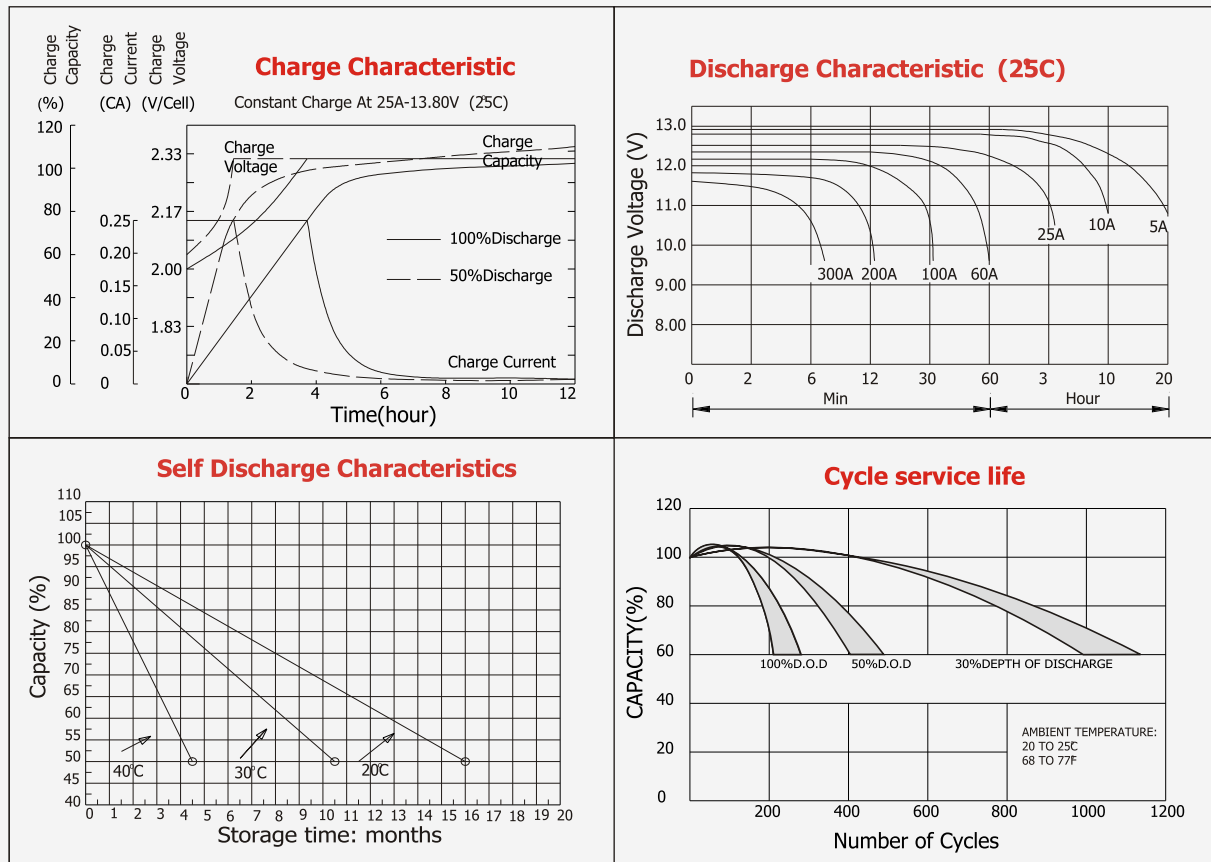 Charge Capacity
Charge Current
Charge Voltage
(%)
(CA)
(V/Cell)
Charge Characteristic
Constant Charge At 25A-13.80V (25°C)
120
100
80
60
40
20
0
0.25
0.20
0.15
0.10
0.05
0
2.33
2.17
2.00
1.83
Charge
Voltage
Charge
Capacity
100%Discharge
50%Discharge
Charge Current
0 2 4 6 8 10 12
Time(hour)
Discharge Characteristic (25°C)
Discharge Voltage (V)
13.0
12.0
11.0
10.0
9.00
8.00
300A 200A 100A 60A 25A 10A 5A
0 2 6 12 30 60 3 10 20
Min Hour
Self Discharge Characteristics
Capacity (%)
110
105
100
95
90
85
80
75
70
65
60
55
50
45
40
40°C 30°C 20°C
0 1 2 3 4 5 6 7 8 9 10 11 12 13 14 15 16 17 18 19 20
Storage time: months
Cycle service life
CAPACITY(%)
120
100
80
60
40
20
0
100%D.O.D 50%D.O.D 30%DEPTH OF DISCHARGE
AMBIENT TEMPERATURE:
20 TO 25°C
68 TO 77°F
200 400 600 800 1000 1200
Number of Cycles